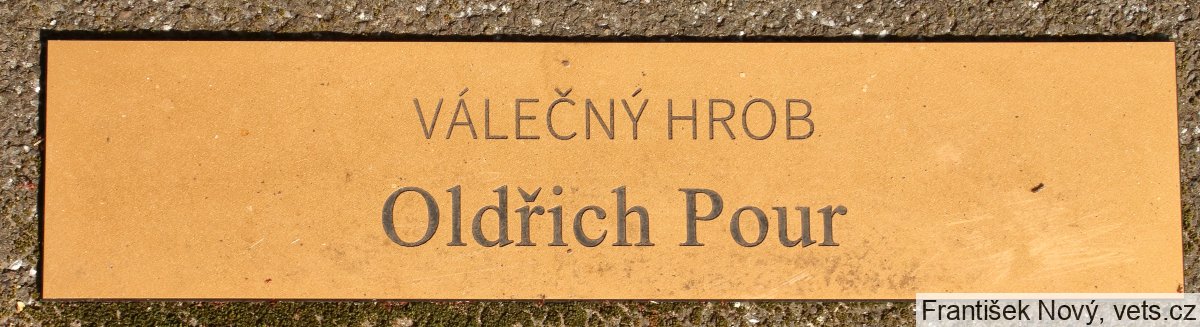 VÁLEČNÝ HROB
Oldřich Pour
František Nový, vets.cz